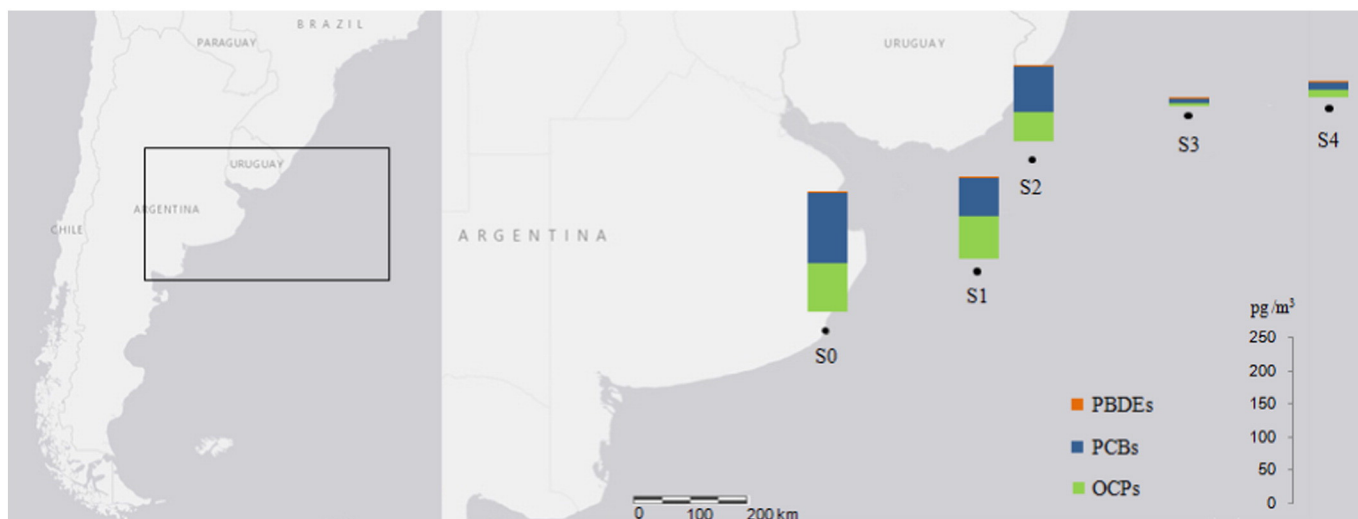 BRAZIL
PARAGUAY
URUGUAY
ARGENTINA
CHILE
URUGUAY
ARGENTINA
S0
S1
S2
S3
S4
pg/m³
250
200
150
100
50
0
PBDEs
PCBs
OCPs
0 100 200 km